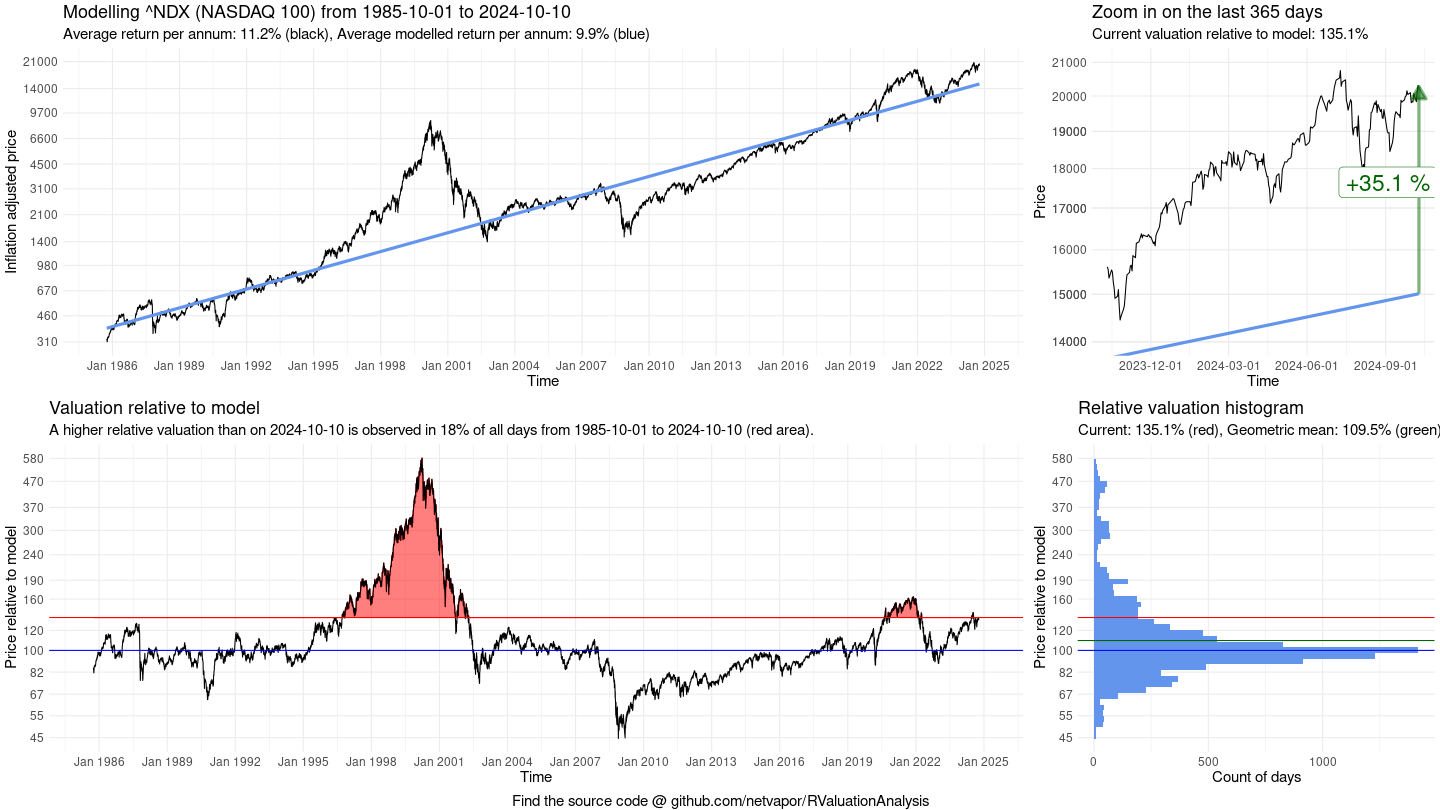 Modelling ^NDX (NASDAQ 100) from 1985-10-01 to 2024-10-10
Average return per annum: 11.2% (black), Average modelled return per annum: 9.9% (blue)
Inflation adjusted price
21000
14000
9700
6600
4500
3100
2100
1400
980
670
460
310
Jan 1986 Jan 1989 Jan 1992 Jan 1995 Jan 1998 Jan 2001 Jan 2004 Jan 2007 Jan 2010 Jan 2013 Jan 2016 Jan 2019 Jan 2022 Jan 2025
Time
Zoom in on the last 365 days
Current valuation relative to model: 135.1%
Price
21000
20000
19000
18000
17000
16000
15000
14000
+35.1 %
2023-12-01 2024-03-01 2024-06-01 2024-09-01
Time
Valuation relative to model
A higher relative valuation than on 2024-10-10 is observed in 18% of all days from 1985-10-01 to 2024-10-10 (red area).
Price relative to model
580
470
370
300
240
190
160
120
100
82
67
55
45
Jan 1986 Jan 1989 Jan 1992 Jan 1995 Jan 1998 Jan 2001 Jan 2004 Jan 2007 Jan 2010 Jan 2013 Jan 2016 Jan 2019 Jan 2022 Jan 2025
Time
Relative valuation histogram
Current: 135.1% (red), Geometric mean: 109.5% (green)
Price relative to model
580
470
370
300
240
190
160
120
100
82
67
55
45
0 500 1000
Count of days
Find the source code @ github.com/netvapor/RValuationAnalysis